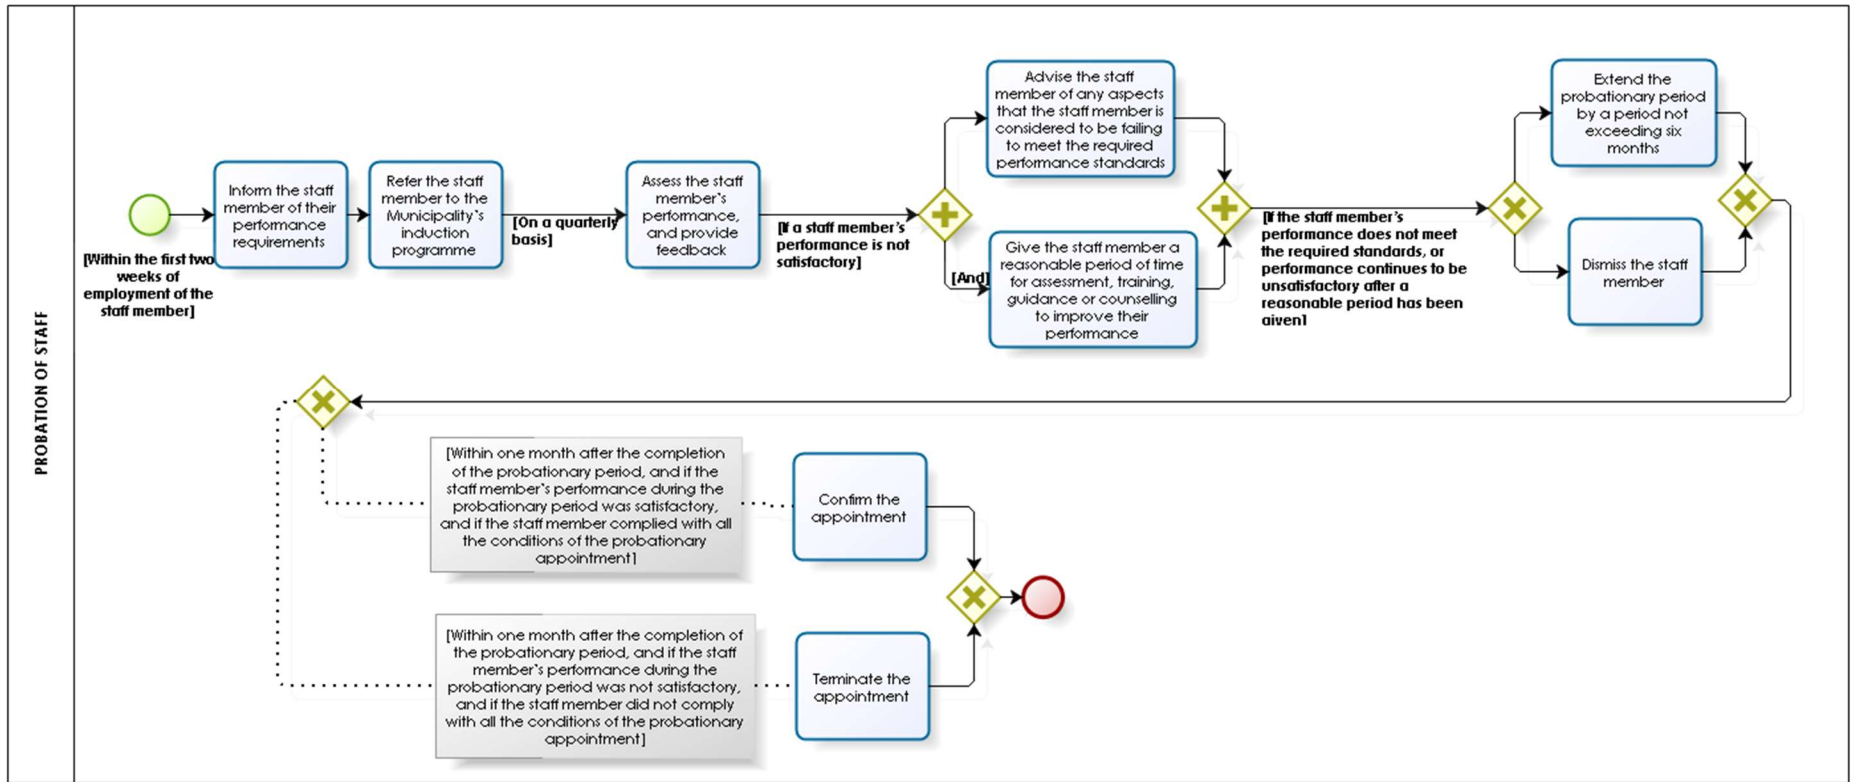 PROBATION OF STAFF
[Within the first two
weeks of
employment of the
staff member]
Inform the staff
member of their
performance
requirements
Refer the staff
member to the
Municipality's
induction
programme
[On a quarterly
basis]
Assess the staff
member's
performance,
and provide
feedback
[If a staff member's
performance is not
satisfactory]
Advise the staff
member of any aspects
that the staff member is
considered to be failing
to meet the required
performance standards
[And]
Give the staff member a
reasonable period of time
for assessment, training,
guidance or counselling
to improve their
performance
[If the staff member's
performance does not meet
the required standards, or
performance continues to be
unsatisfactory after a
reasonable period has been
given]
Extend the
probationary period
by a period not
exceeding six
months
Dismiss the staff
member
[Within one month after the completion
of the probationary period, and if the
staff member's performance during the
probationary period was satisfactory,
and if the staff member complied with all
the conditions of the probationary
appointment]
Confirm the
appointment
[Within one month after the completion of
the probationary period, and if the staff
member's performance during the
probationary period was not satisfactory,
and if the staff member did not comply
with all the conditions of the probationary
appointment]
Terminate the
appointment